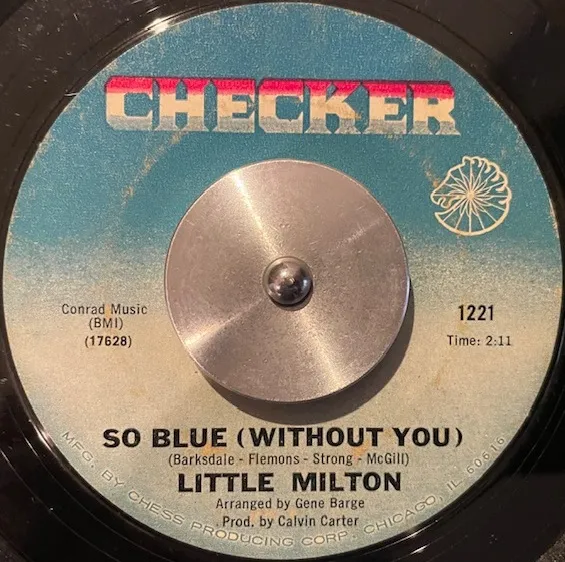 CHECKER
Conrad Music
(BMI)
(17628)
1221
Time: 2:11
SO BLUE (WITHOUT YOU)
(Barksdale - Flemons - Strong - McGill)
LITTLE MILTON
Arranged by Gene Barge
Prod. by Calvin Carter
MFG. BY CHESS PRODUCING CORP. CHICAGO, IL 60616